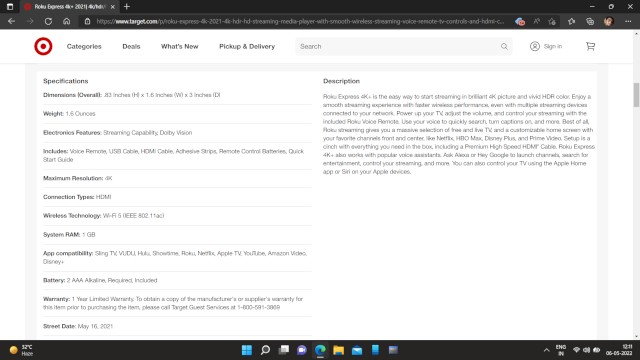 Roku Express 4K+ 2021| 4k/hdr/
https://www.target.com/p/roku-express-4k-2021-4k-hdr-hd-streaming-media-player-with-smooth-wireless-streaming-voice-remote-tv-controls-and-hdmi-c...
Categories Deals What's New Pickup & Delivery Search Sign in
Specifications
Dimensions (Overall): .83 Inches (H) x 1.6 Inches (W) x 3 Inches (D)
Weight: 1.6 Ounces
Electronics Features: Streaming Capability, Dolby Vision
Includes: Voice Remote, USB Cable, HDMI Cable, Adhesive Strips, Remote Control Batteries, Quick
Start Guide
Maximum Resolution: 4K
Connection Types: HDMI
Wireless Technology: Wi-Fi 5 (IEEE 802.11ac)
System RAM: 1 GB
App compatibility: Sling TV, VUDU, Hulu, Showtime, Roku, Netflix, Apple TV, YouTube, Amazon Video,
Disney+
Battery: 2 AAA Alkaline, Required, Included
Warranty: 1 Year Limited Warranty. To obtain a copy of the manufacturer's or supplier's warranty for
this item prior to purchasing the item, please call Target Guest Services at 1-800-591-3869
Street Date: May 16, 2021
Description
Roku Express 4K+ is the easy way to start streaming in brilliant 4K picture and vivid HDR color. Enjoy a
smooth streaming experience with faster wireless performance, even with multiple streaming devices
connected to your network. Power up your TV, adjust the volume, and control your streaming with the
included Roku Voice Remote. Use your voice to quickly search, turn captions on, and more. Best of all,
Roku streaming gives you a massive selection of free and live TV, and a customizable home screen with
your favorite channels front and center, like Netflix, HBO Max, Disney Plus, and Prime Video. Setup is a
cinch with everything you need in the box, including a Premium High Speed HDMI® Cable. Roku Express
4K+ also works with popular voice assistants. Ask Alexa or Hey Google to launch channels, search for
entertainment, control your streaming, and more. You can also control your TV using the Apple Home
app or Siri on your Apple devices.
32°C
Haze
ENG
IN
12:11
06-05-2022